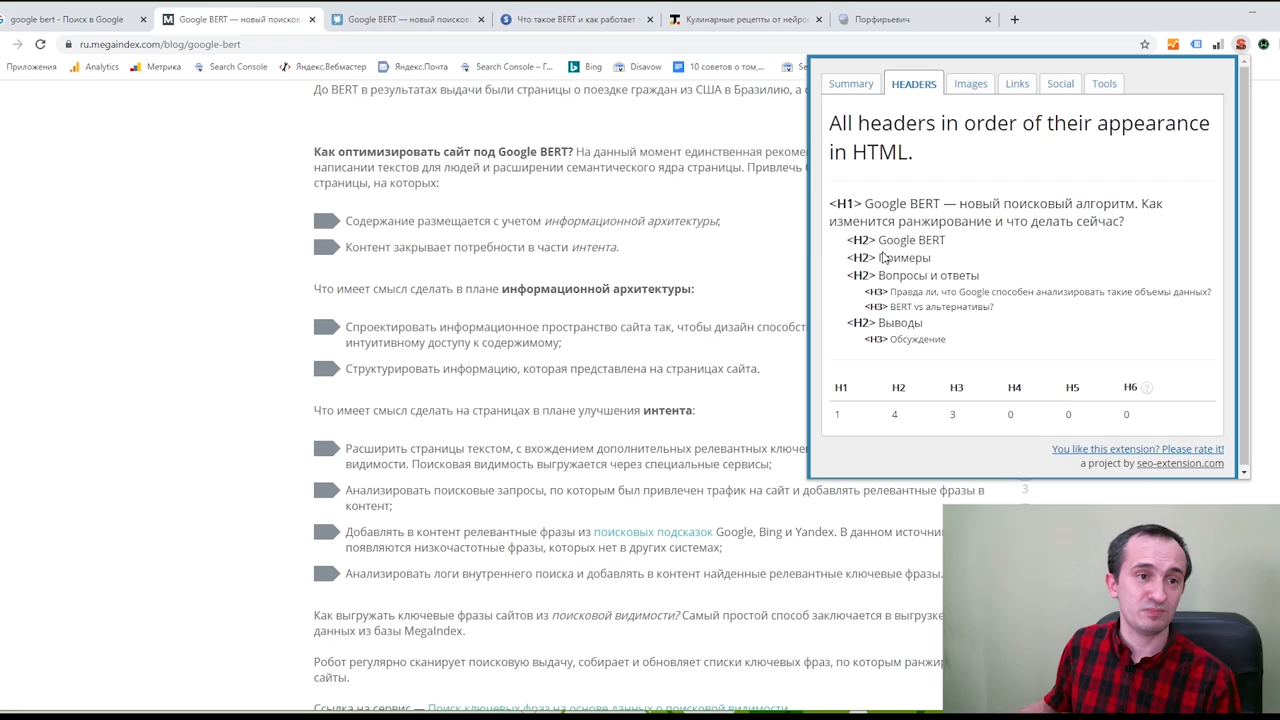 google bert - Поиск в Google
Google BERT — новый поисков
Google BERT — новый поисков
Что такое BERT и как работает
Кулинарные рецепты от нейро
Порфирьевич
ru.megaindex.com/blog/google-bert
Приложения
Analytics
Метрика
Search Console
Яндекс.Вебмастер
Яндекс.Почта
Search Console – Го...
Bing
Disavow
10 советов о том,...
До BERT в результатах выдачи были страницы о поездке граждан из США в Бразилию, а с
Как оптимизировать сайт под Google BERT? На данный момент единственная рекоме
написании текстов для людей и расширении семантического ядра страницы. Привлечь
страницы, на которых:
Содержание размещается с учетом информационной архитектуры;
Контент закрывает потребности в части интента.
Что имеет смысл сделать в плане информационной архитектуры:
Спроектировать информационное пространство сайта так, чтобы дизайн способст
интуитивному доступу к содержимому;
Структурировать информацию, которая представлена на страницах сайта.
Что имеет смысл сделать на страницах в плане улучшения интента:
Расширить страницы текстом, с вхождением дополнительных релевантных ключе
видимости. Поисковая видимость выгружается через специальные сервисы;
Анализировать поисковые запросы, по которым был привлечен трафик на сайт и добавлять релевантные фразы в
контент;
Добавлять в контент релевантные фразы из поисковых подсказок Google, Bing и Yandex. В данном источни
появляются низкочастотные фразы, которых нет в других системах;
Анализировать логи внутреннего поиска и добавлять в контент найденные релевантные ключевые фразы.
Как выгружать ключевые фразы сайтов из поисковой видимости? Самый простой способ заключается в выгрузке
данных из базы MegaIndex.
Робот регулярно сканирует поисковую выдачу, собирает и обновляет списки ключевых фраз, по которым ранжир
сайты.
Ссылка на сервис — Поиск ключевых фраз на основе данных о поисковой видимости
3
Summary
HEADERS
Images
Links
Social
Tools
All headers in order of their appearance
in HTML.
<H1> Google BERT — новый поисковый алгоритм. Как
изменится ранжирование и что делать сейчас?
<H2> Google BERT
<H2> Примеры
<H2> Вопросы и ответы
<H3> Правда ли, что Google способен анализировать такие объемы данных?
<H3> BERT vs альтернативы?
<H2> Выводы
<H3> Обсуждение
H1 H2 H3 H4 H5 H6 ?
1 4 3 0 0 0
You like this extension? Please rate it!
a project by seo-extension.com